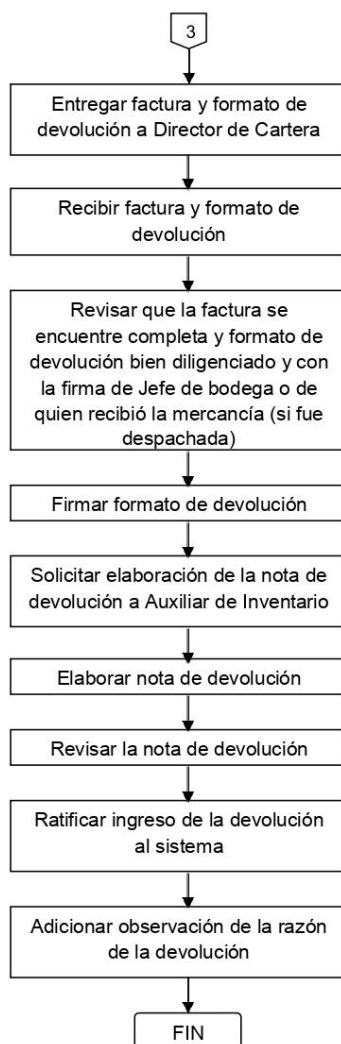 3
Entregar factura y formato de
devolución a Director de Cartera
Recibir factura y formato de
devolución
Revisar que la factura se
encuentre completa y formato de
devolución bien diligenciado y con
la firma de Jefe de bodega o de
quien recibió la mercancía (si fue
despachada)
Firmar formato de devolución
Solicitar elaboración de la nota de
devolución a Auxiliar de Inventario
Elaborar nota de devolución
Revisar la nota de devolución
Ratificar ingreso de la devolución
al sistema
Adicionar observación de la razón
de la devolución
FIN